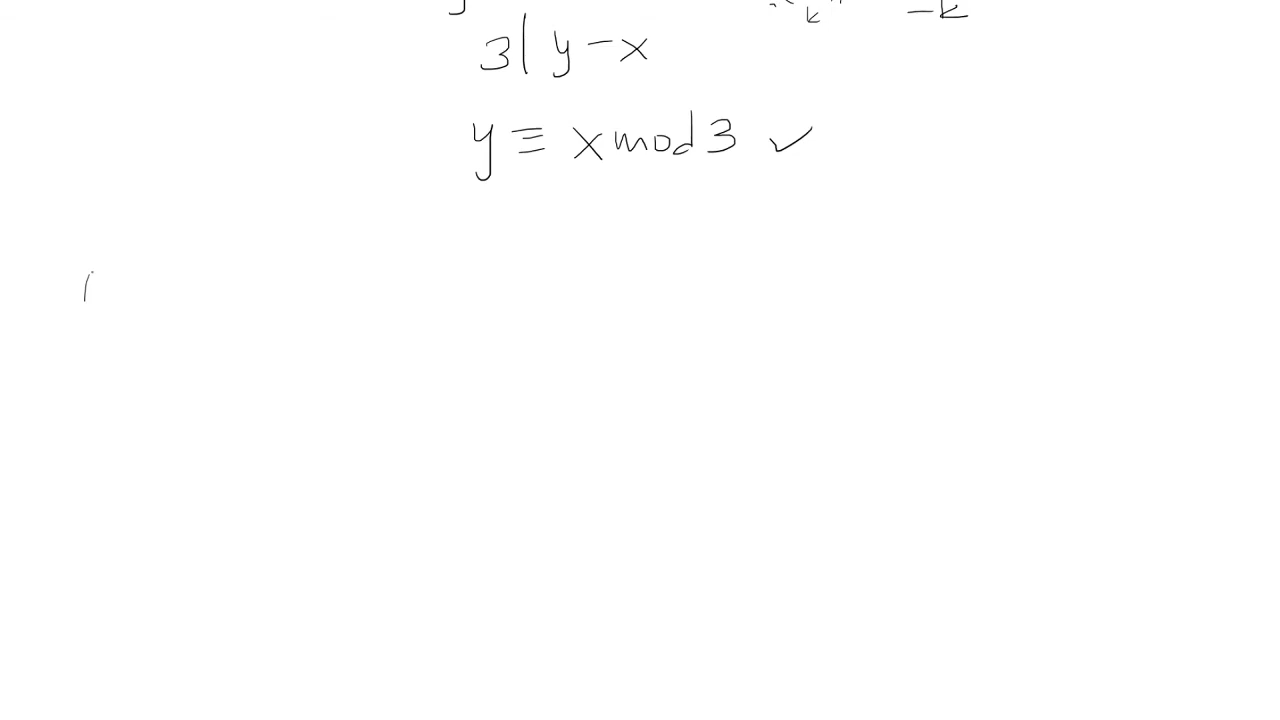 3 | y - x
y ≡ x mod 3 ✓